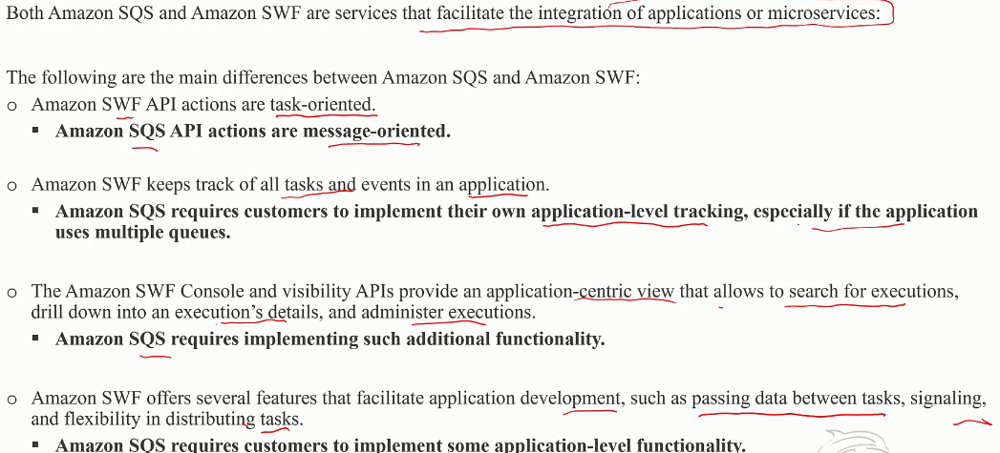 Both Amazon SQS and Amazon SWF are services that facilitate the integration of applications or microservices:
The following are the main differences between Amazon SQS and Amazon SWF:
o Amazon SWF API actions are task-oriented.
▪ Amazon SQS API actions are message-oriented.
o Amazon SWF keeps track of all tasks and events in an application.
▪ Amazon SQS requires customers to implement their own application-level tracking, especially if the application
uses multiple queues.
o The Amazon SWF Console and visibility APIs provide an application-centric view that allows to search for executions,
drill down into an execution’s details, and administer executions.
▪ Amazon SQS requires implementing such additional functionality.
o Amazon SWF offers several features that facilitate application development, such as passing data between tasks, signaling,
and flexibility in distributing tasks.
▪ Amazon SQS requires customers to implement some application-level functionality.